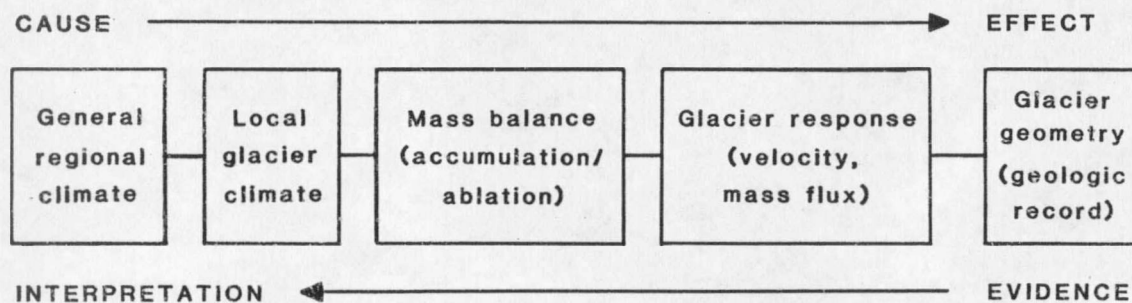 CAUSE
EFFECT
General
regional
climate
Local
glacier
climate
Mass balance
(accumulation/
ablation)
Glacier response
(velocity,
mass flux)
Glacier
geometry
(geologic
record)
INTERPRETATION
EVIDENCE